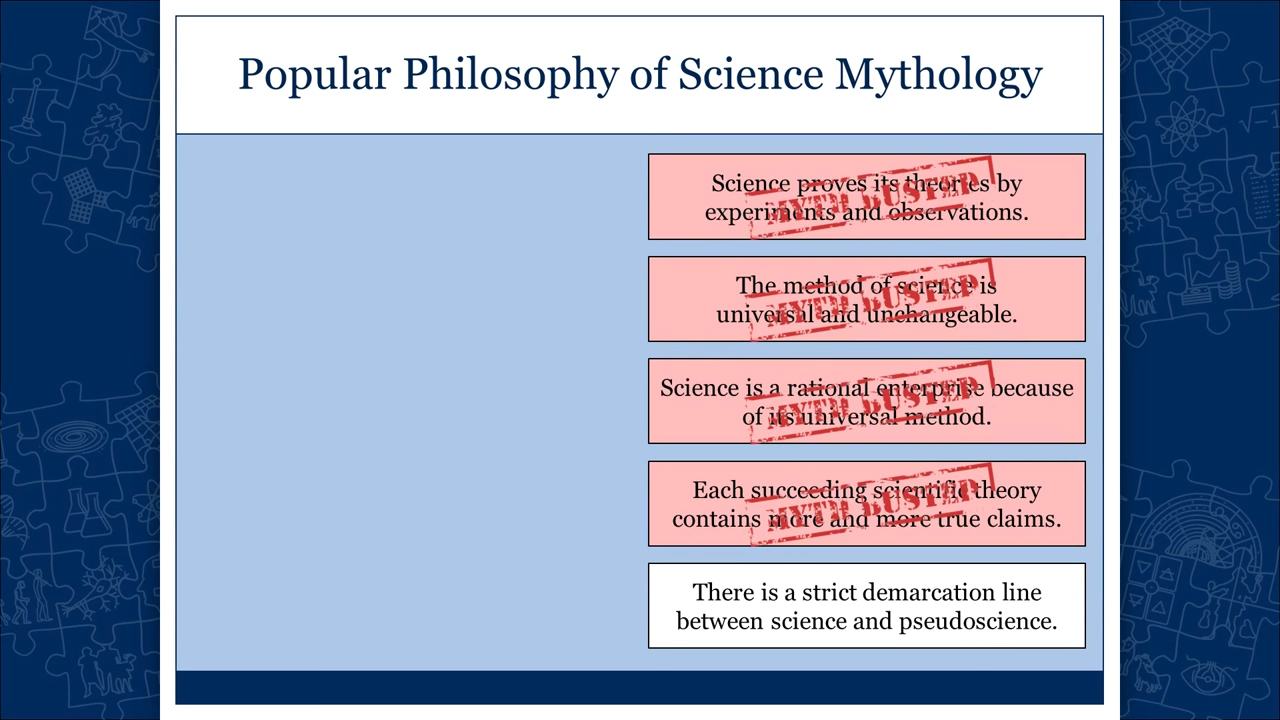 Popular Philosophy of Science Mythology
Science proves its theories by
experiments and observations.
MYTH BUSTED
The method of science is
universal and unchangeable.
MYTH BUSTED
Science is a rational enterprise because
of its universal method.
MYTH BUSTED
Each succeeding scientific theory
contains more and more true claims.
MYTH BUSTED
There is a strict demarcation line
between science and pseudoscience.
√-1